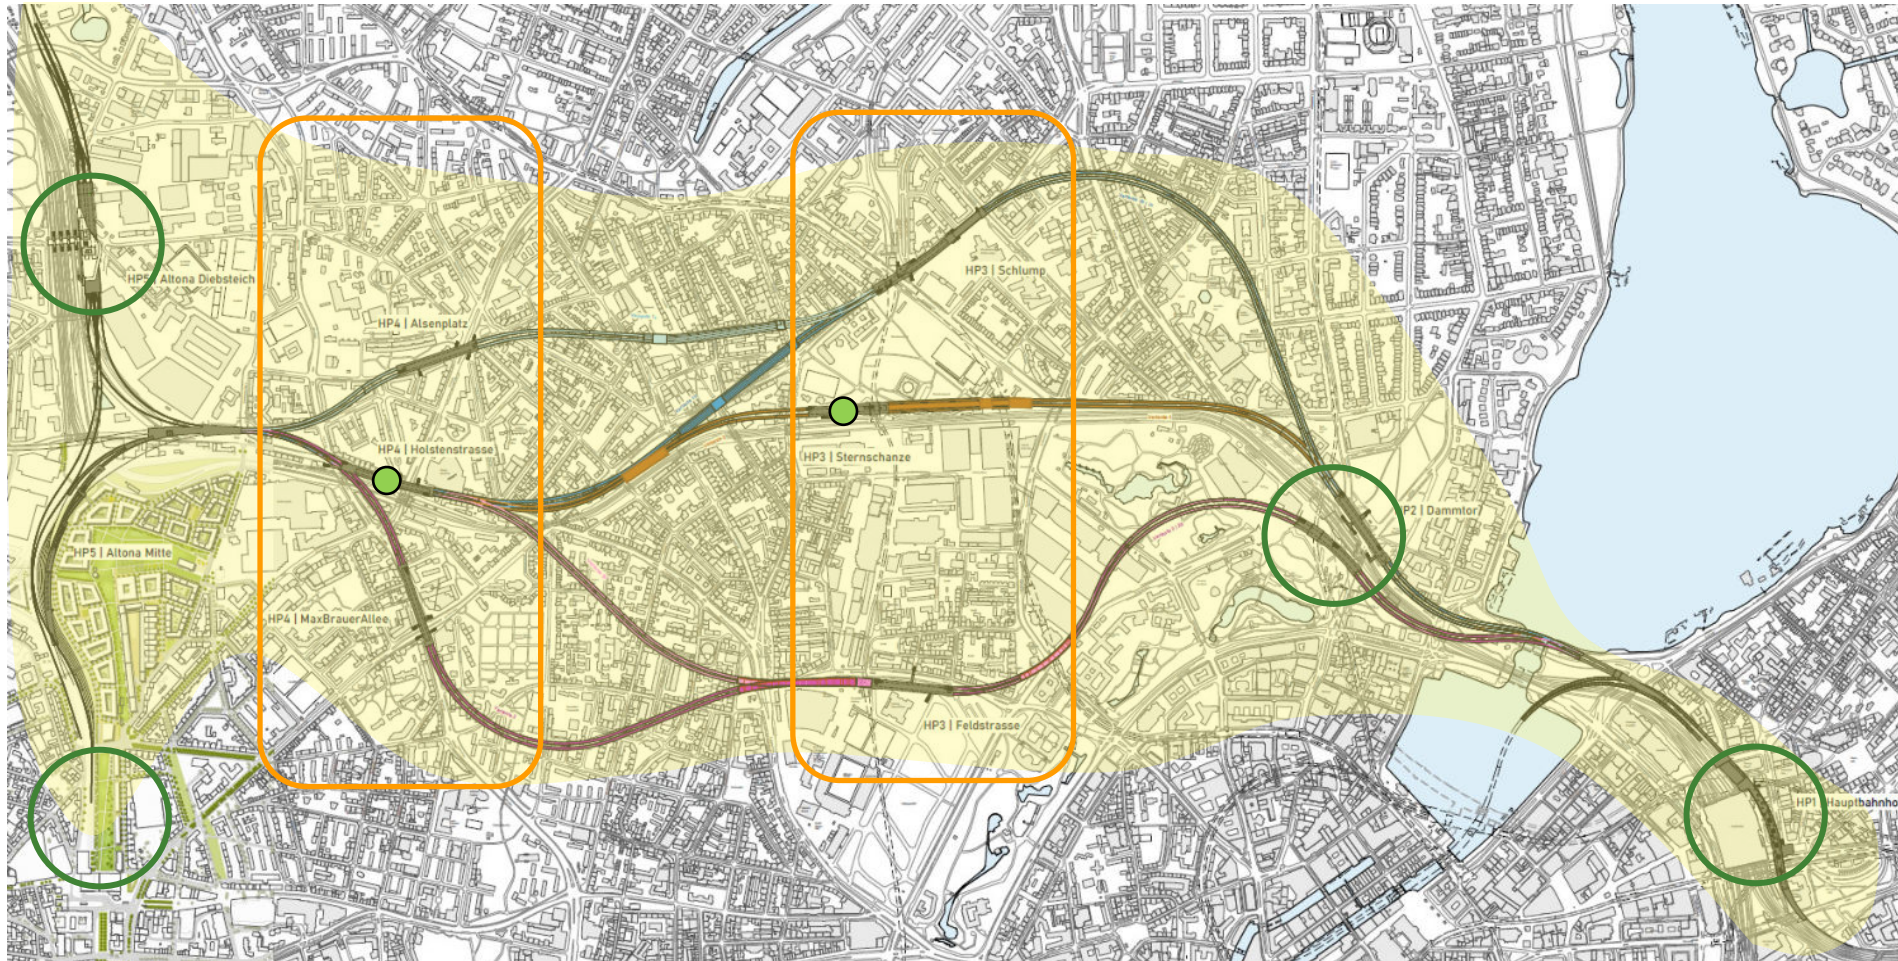 HP5 | Altona Diebsteich
HP3 | Schlump
HP4 | Alsenplatz
HP4 | Holstenstrasse
HP3 | Sternschanze
HP2 | Dammtor
HP5 | Altona Mitte
HP4 | MaxBrauerAllee
HP3 | Feldstrasse
HP1 | Hauptbahnho